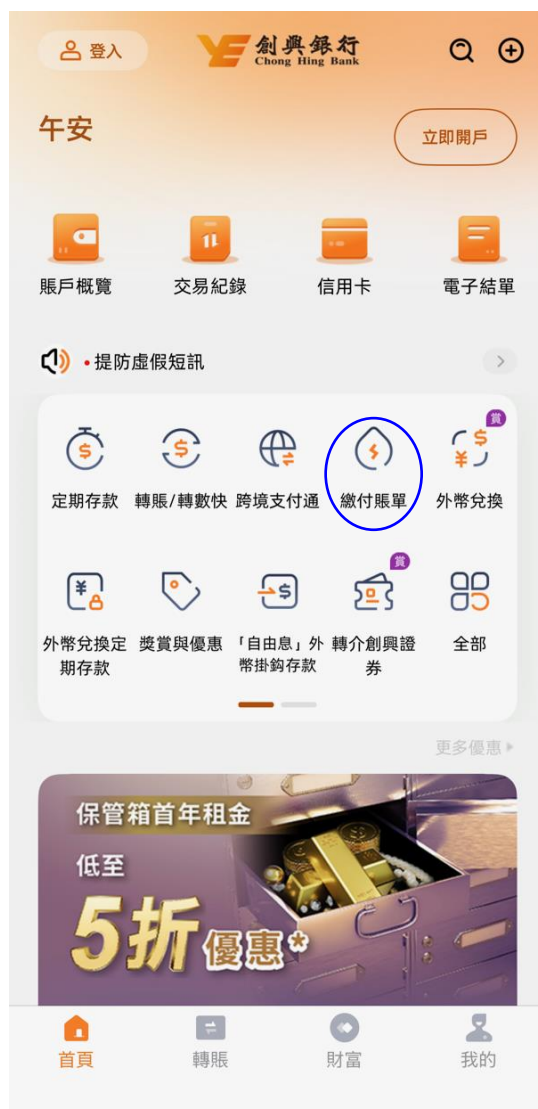 登入
創興銀行
Chong Hing Bank
午安
立即開戶
賬戶概覽
交易紀錄
信用卡
電子結單
•提防虛假短訊
賞
定期存款
轉賬/轉數快
跨境支付通
繳付賬單
外幣兌換
賞
外幣兌換定
期存款
獎賞與優惠
「自由息」外
幣掛鈎存款
轉介創興證
券
全部
更多優惠
保管箱首年租金
低至
5折優惠*
首頁
轉賬
財富
我的